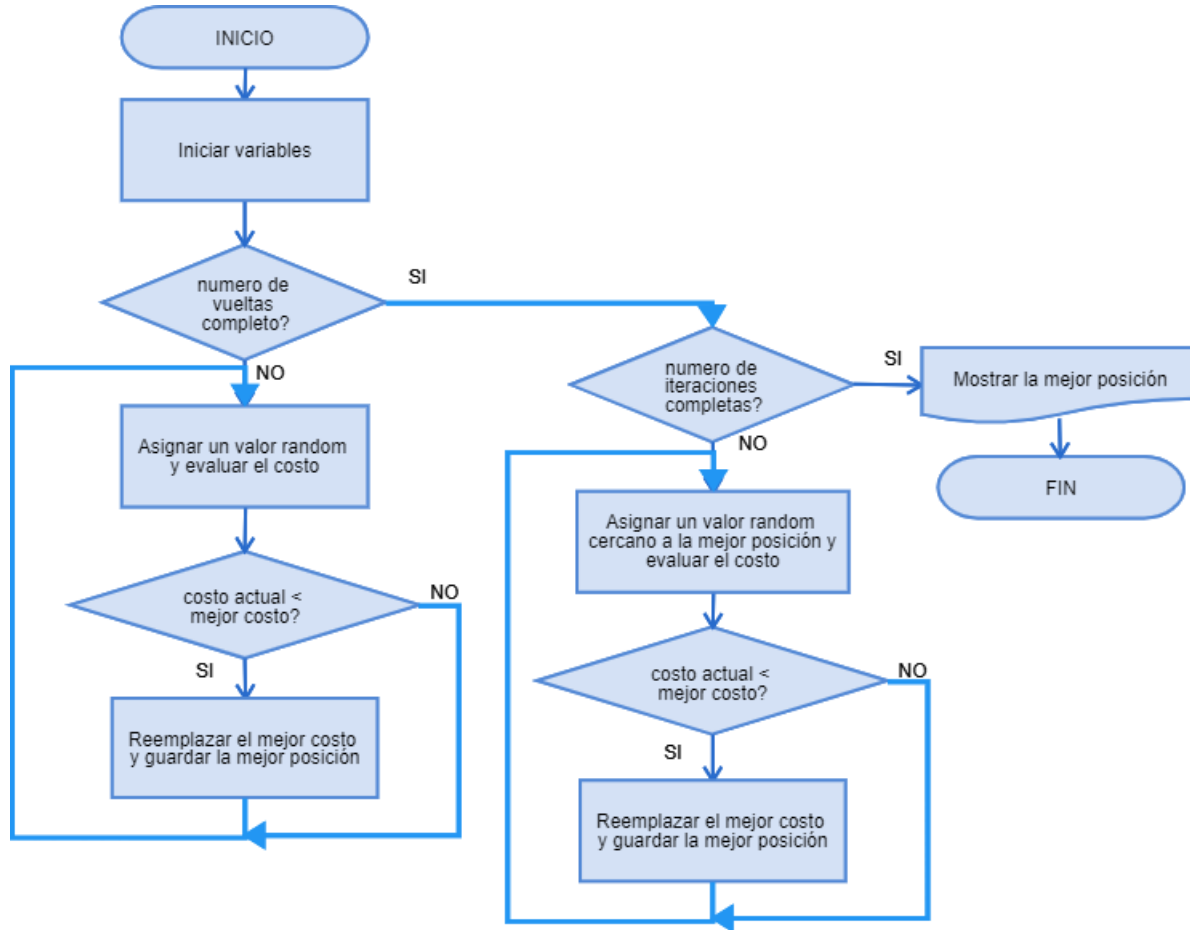 INICIO
Iniciar variables
numero de
vueltas
completo?
SI
NO
Asignar un valor random
y evaluar el costo
costo actual <
mejor costo?
NO
SI
Reemplazar el mejor costo
y guardar la mejor posición
numero de
iteraciones
completas?
SI
Mostrar la mejor posición
FIN
NO
Asignar un valor random
cercano a la mejor posición y
evaluar el costo
costo actual <
mejor costo?
NO
SI
Reemplazar el mejor costo
y guardar la mejor posición